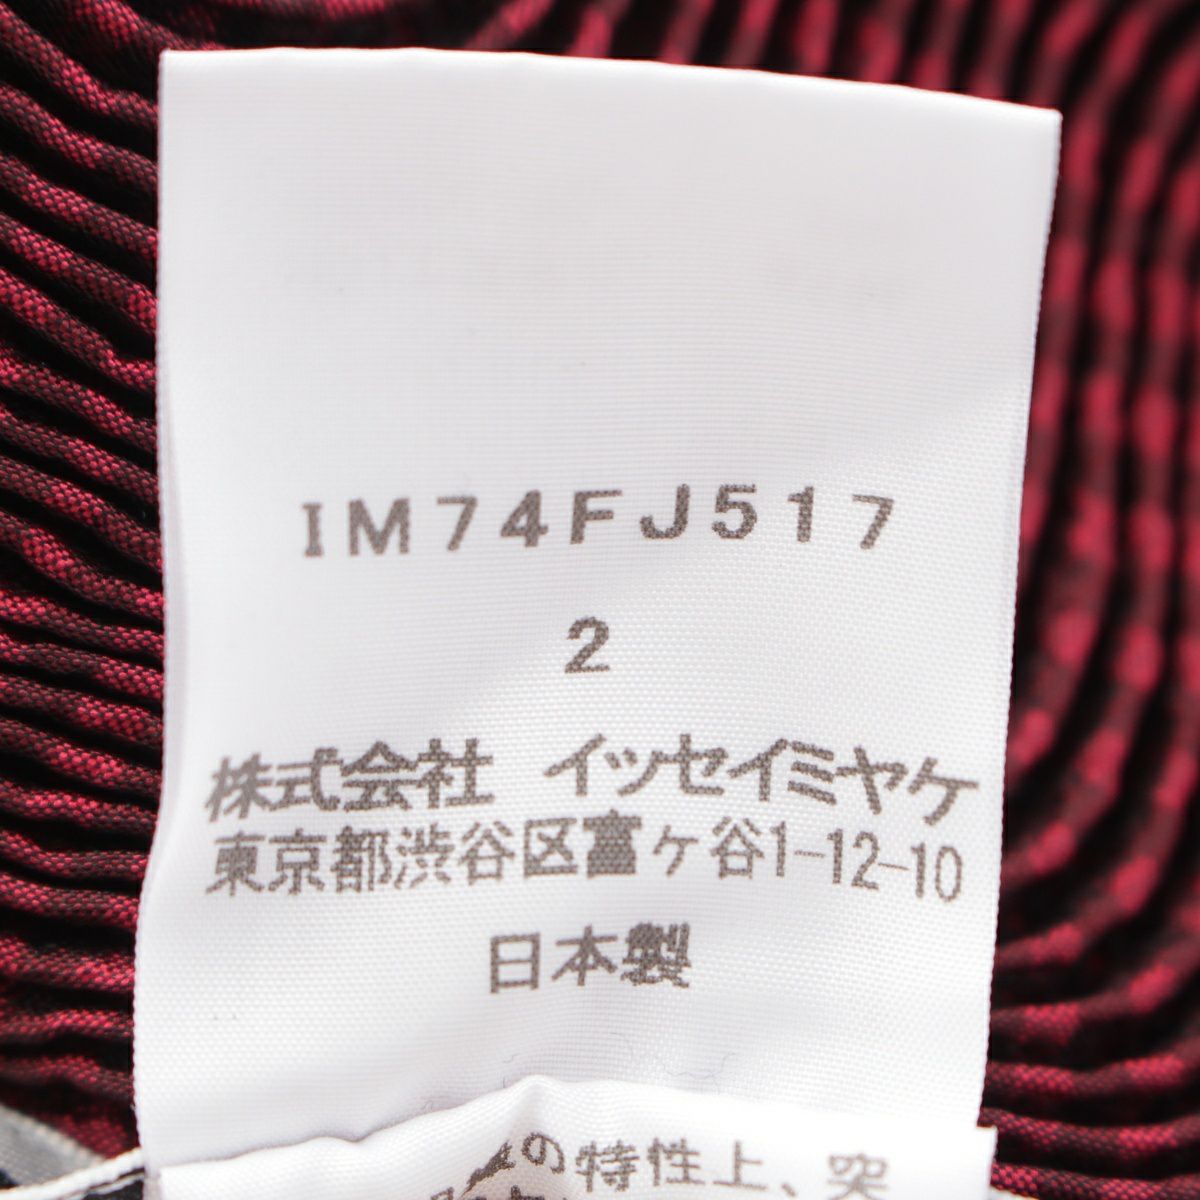 IM74FJ517
2
株式会社 イッセイミヤケ
東京都渋谷区富ヶ谷1-12-10
日本製
の特性上、突